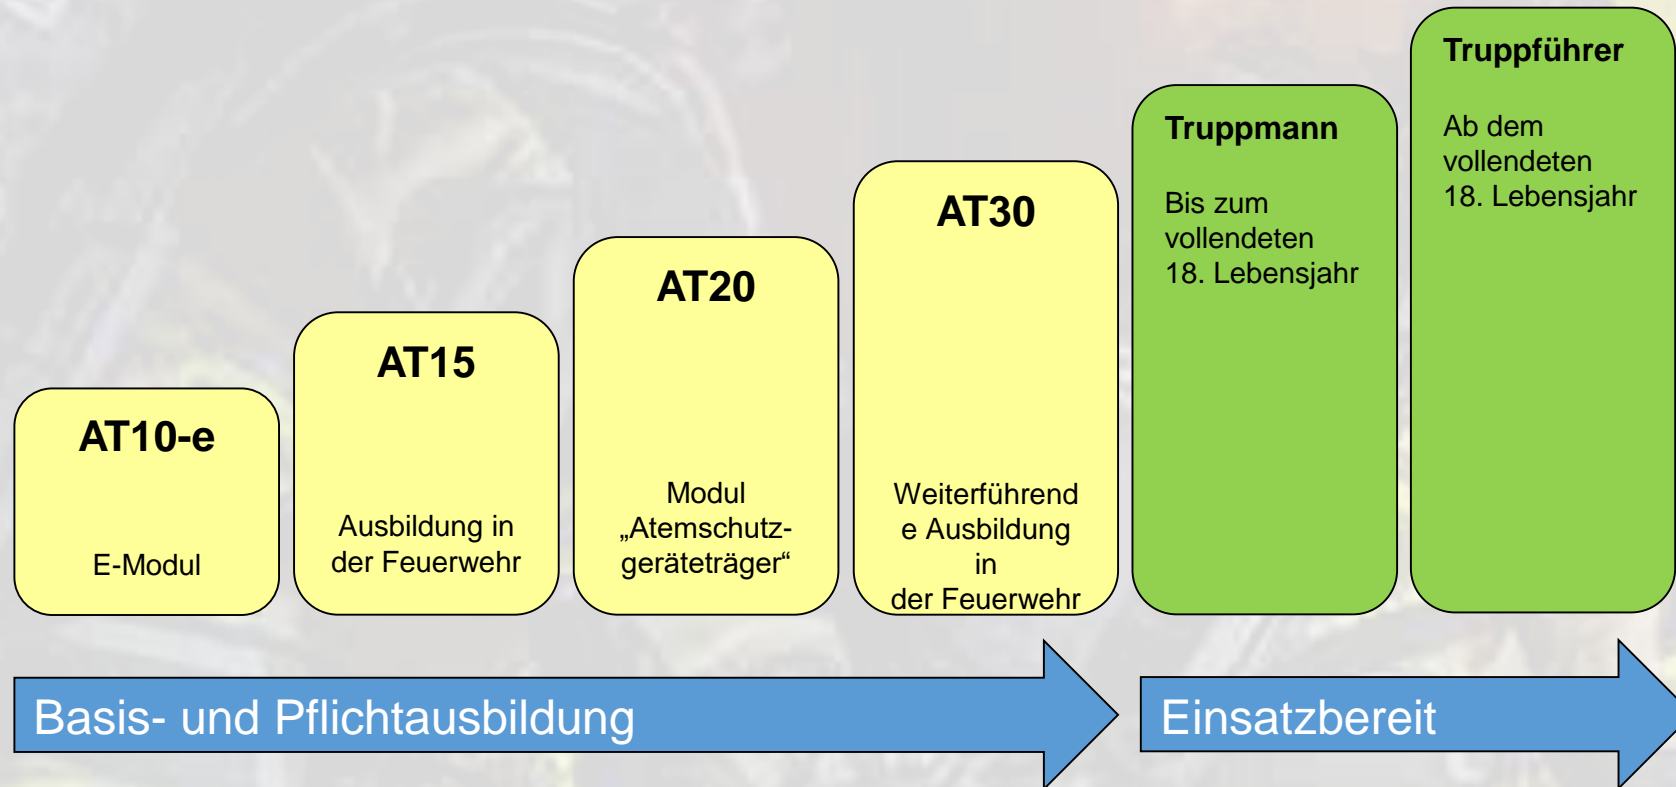 AT10-e
E-Modul
AT15
Ausbildung in
der Feuerwehr
AT20
Modul
„Atemschutz-
geräteträger“
AT30
Weiterführend
e Ausbildung
in
der Feuerwehr
Truppmann
Bis zum
vollendeten
18. Lebensjahr
Truppführer
Ab dem
vollendeten
18. Lebensjahr
Basis- und Pflichtausbildung
Einsatzbereit